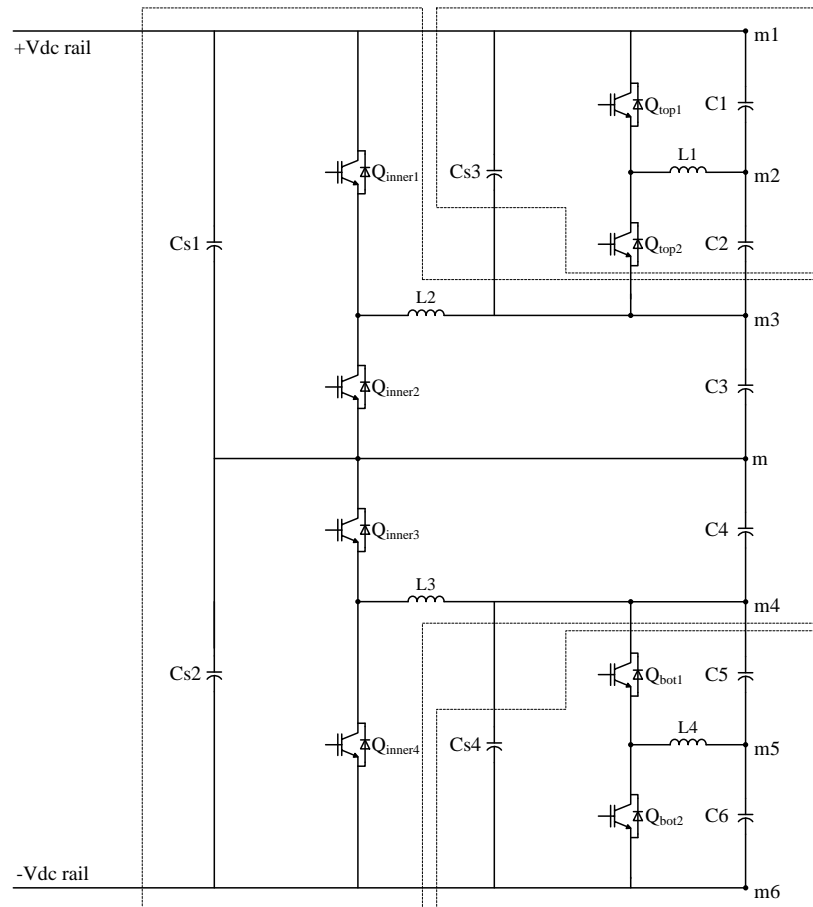 +Vdc rail
m1
Qtop1
C1
L1
m2
Qinner1
Cs3
Cs1
Qtop2
C2
L2
m3
Qinner2
C3
m
Qinner3
C4
L3
m4
Cs2
Qbot1
C5
L4
m5
Qinner4
Cs4
Qbot2
C6
-Vdc rail
m6